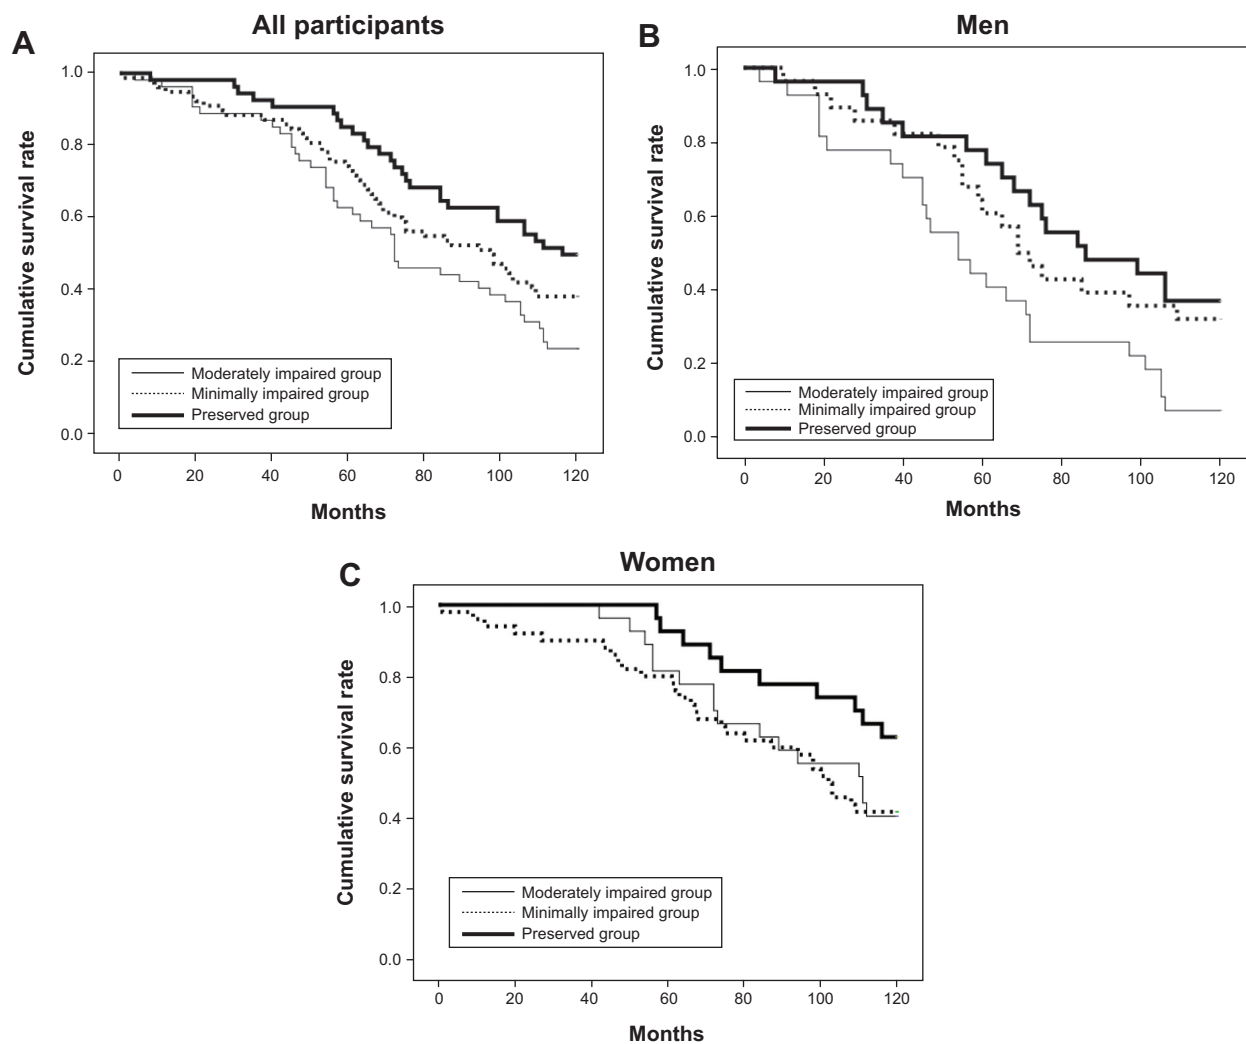 A
All participants
Cumulative survival rate
1.0
0.8
0.6
0.4
0.2
0.0
Moderately impaired group
Minimally impaired group
Preserved group
0 20 40 60 80 100 120
Months
B
Men
Cumulative survival rate
1.0
0.8
0.6
0.4
0.2
0.0
Moderately impaired group
Minimally impaired group
Preserved group
0 20 40 60 80 100 120
Months
C
Women
Cumulative survival rate
1.0
0.8
0.6
0.4
0.2
0.0
Moderately impaired group
Minimally impaired group
Preserved group
0 20 40 60 80 100 120
Months